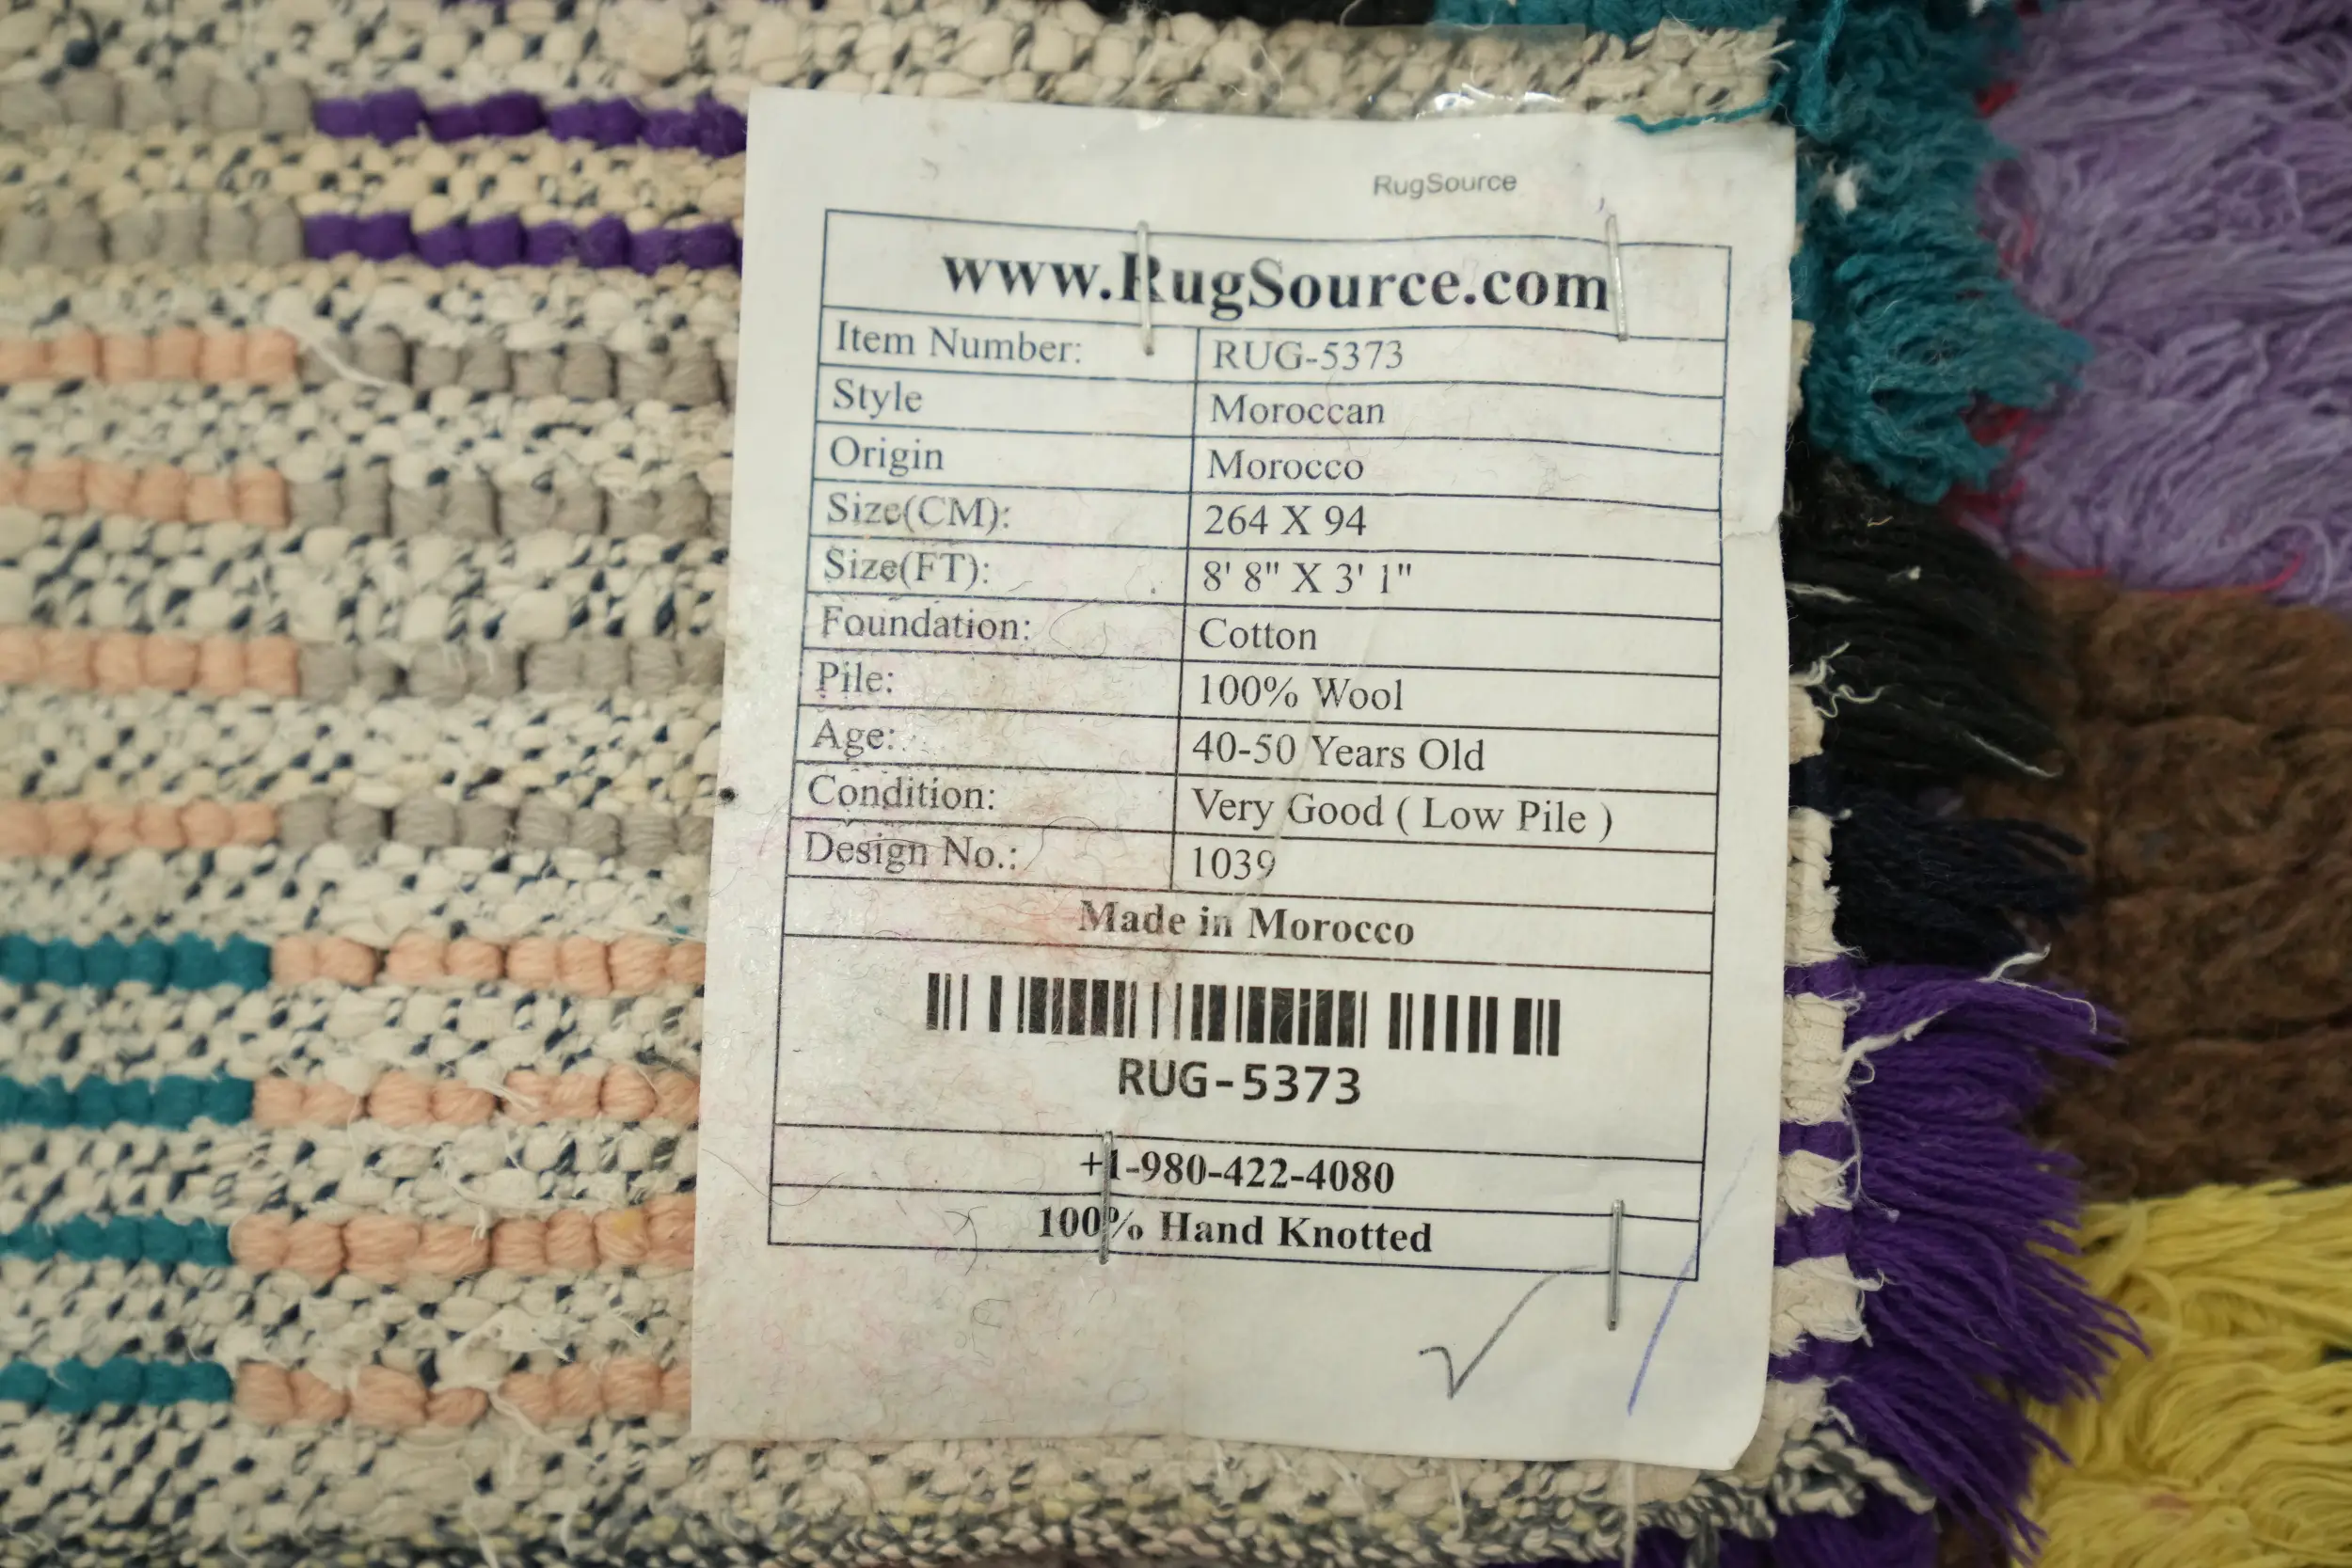 RugSource
www.RugSource.com
Item Number: RUG-5373
Style Moroccan
Origin Morocco
Size(CM): 264 X 94
Size(FT): 8' 8" X 3' 1"
Foundation: Cotton
Pile: 100% Wool
Age: 40-50 Years Old
Condition: Very Good ( Low Pile )
Design No.: 1039
Made in Morocco
RUG-5373
+1-980-422-4080
100% Hand Knotted